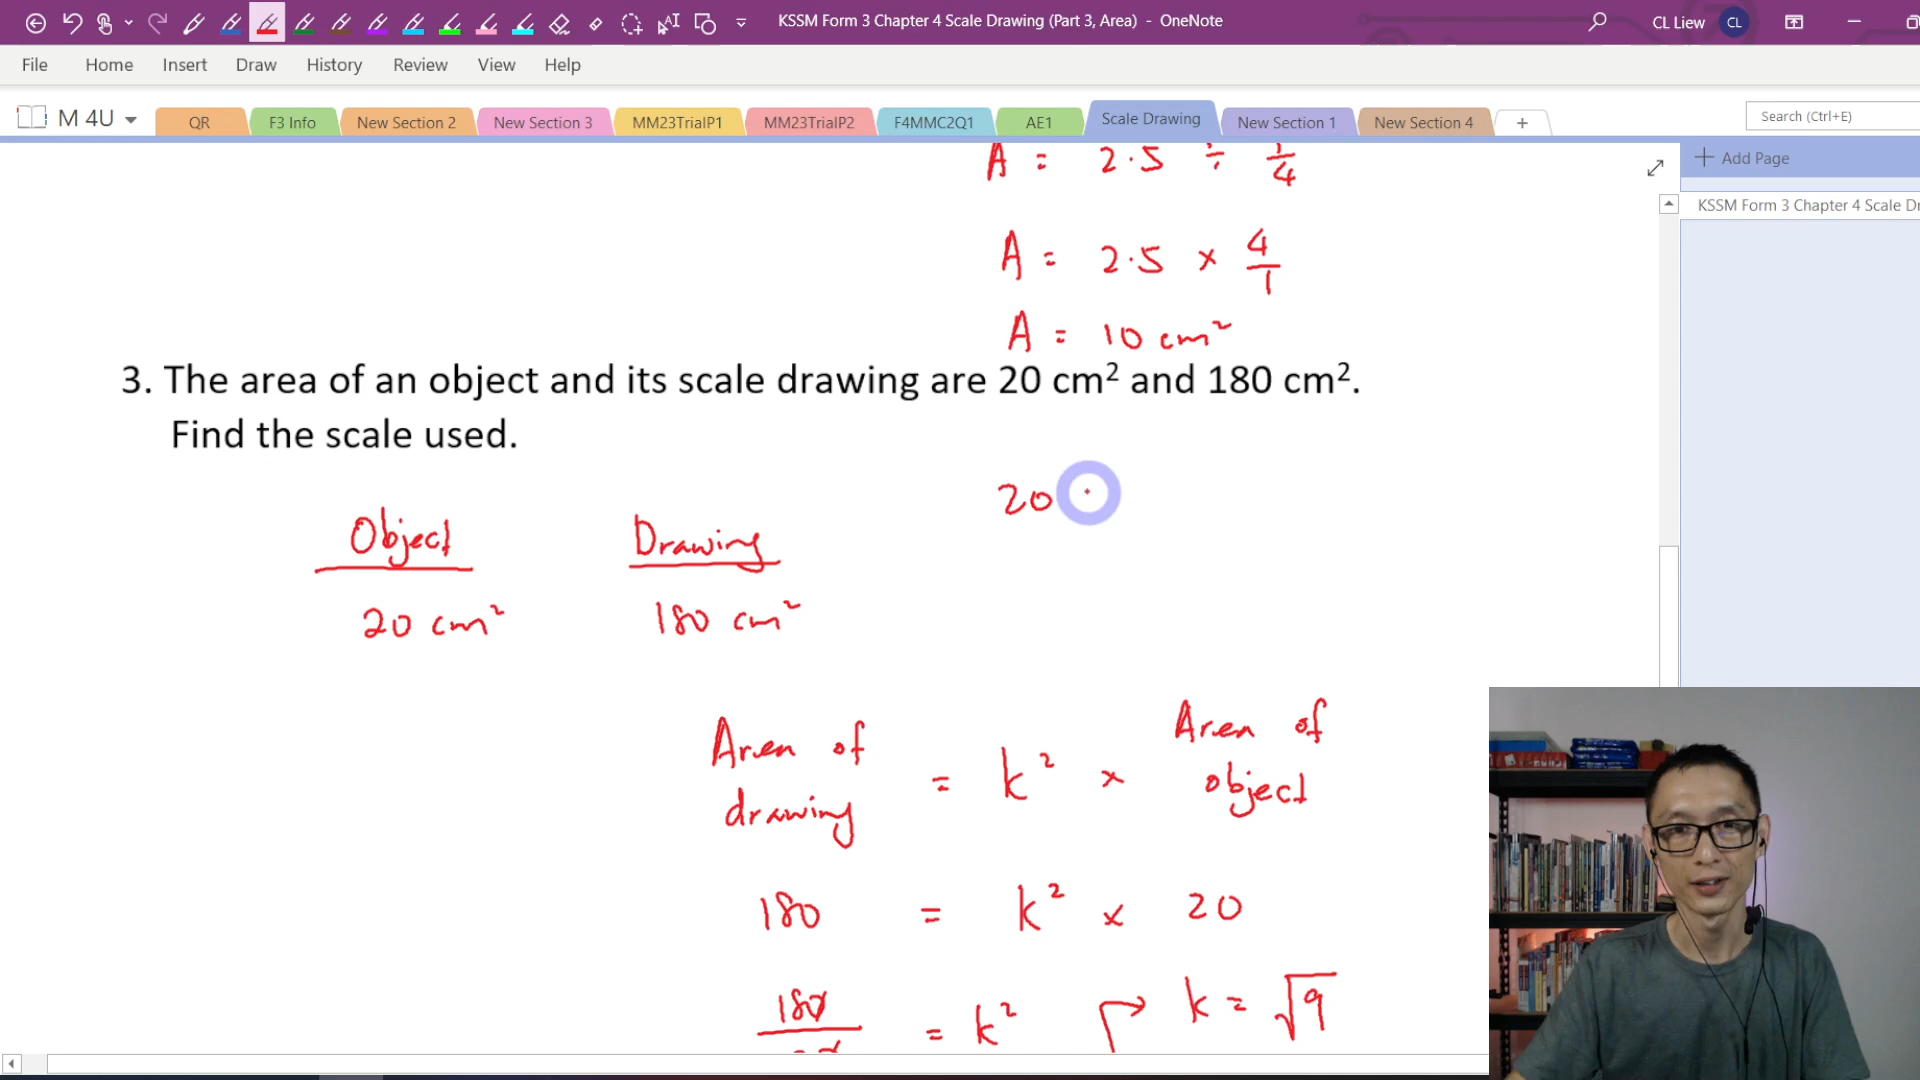 KSSM Form 3 Chapter 4 Scale Drawing (Part 3, Area) - OneNote
CL Liew
CL
File Home Insert Draw History Review View Help
M 4U
QR F3 Info New Section 2 New Section 3 MM23TrialP1 MM23TrialP2 F4MMC2Q1 AE1 Scale Drawing New Section 1 New Section 4 +
Search (Ctrl+E)
+ Add Page
KSSM Form 3 Chapter 4 Scale Dr
A = 2.5 ÷ 1/4
A = 2.5 × 4/1
A = 10 cm²
3. The area of an object and its scale drawing are 20 cm² and 180 cm².
Find the scale used.
20
Object Drawing
20 cm² 180 cm²
Area of drawing = k² × Area of object
180 = k² × 20
180/ = k² k = √9